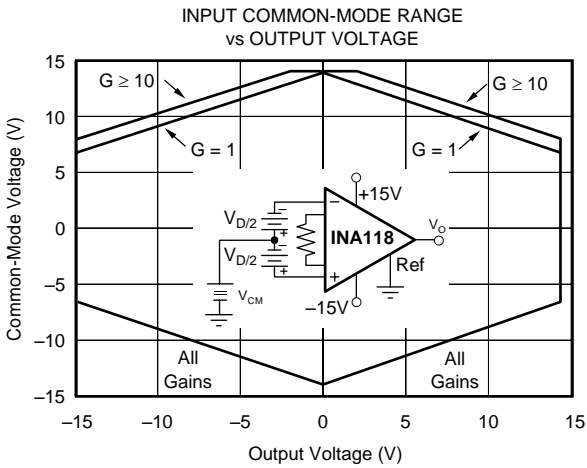 INPUT COMMON-MODE RANGE
vs OUTPUT VOLTAGE
Common-Mode Voltage (V)
15
10
5
0
–5
–10
–15
G ≥ 10
G = 1
G ≥ 10
G = 1
+15V
–
V_D/2
–
+
V_D/2
–
+
INA118
V_O
+
Ref
V_CM
–15V
All
Gains
All
Gains
–15
–10
–5
0
5
10
15
Output Voltage (V)